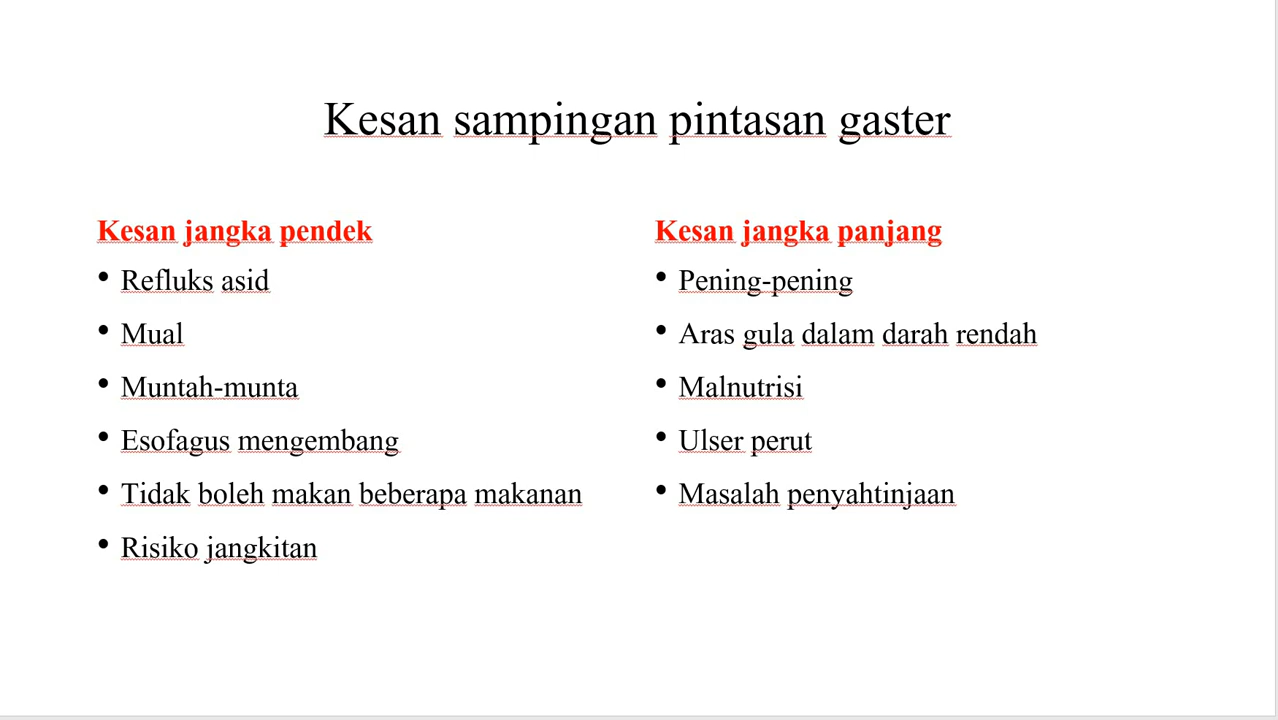 Kesan sampingan pintasan gaster
Kesan jangka pendek
• Refluks asid
• Mual
• Muntah-munta
• Esofagus mengembang
• Tidak boleh makan beberapa makanan
• Risiko jangkitan
Kesan jangka panjang
• Pening-pening
• Aras gula dalam darah rendah
• Malnutrisi
• Ulser perut
• Masalah penyahtinjaan